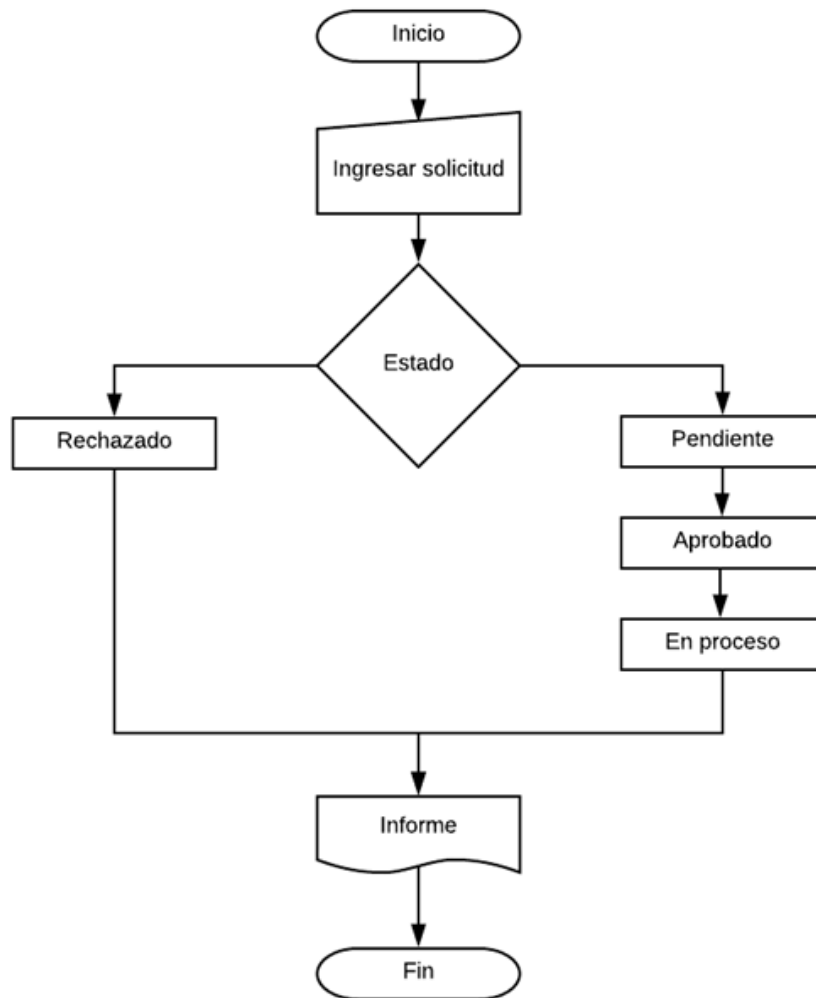 Inicio
Ingresar solicitud
Estado
Rechazado
Pendiente
Aprobado
En proceso
Informe
Fin